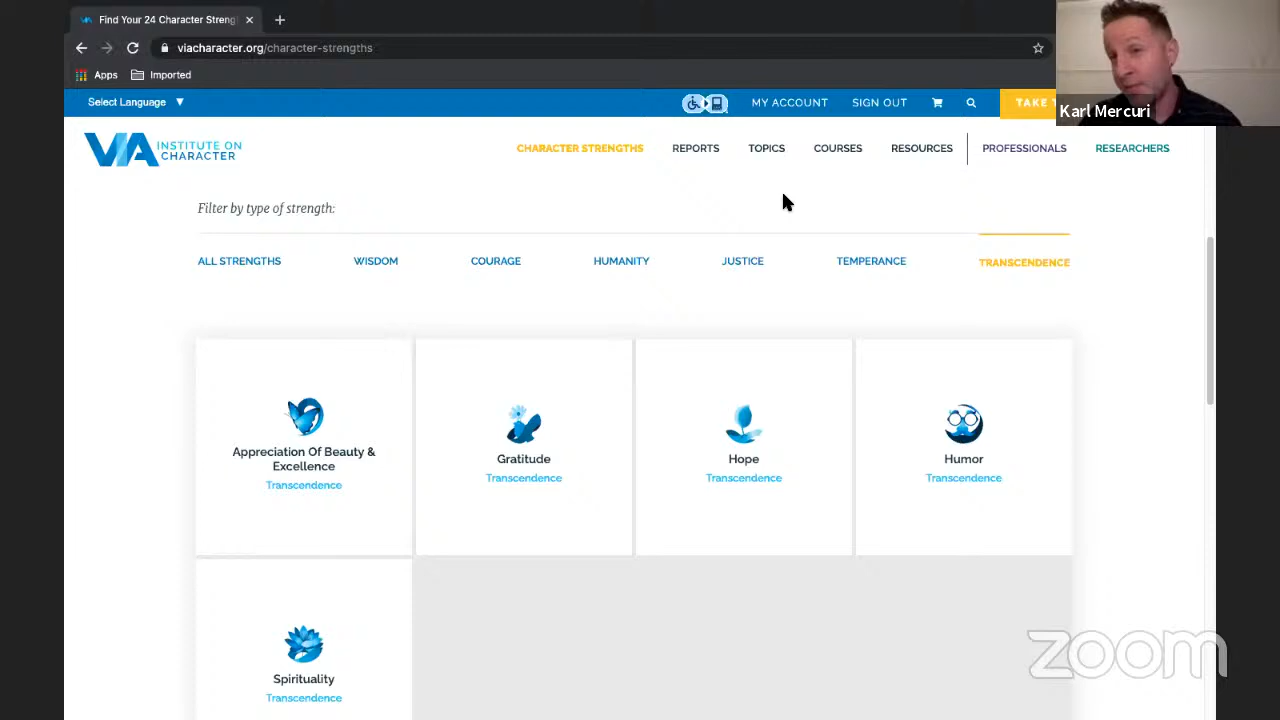 Find Your 24 Character Streng
viacharacter.org/character-strengths
Apps
Imported
Select Language ▼
MY ACCOUNT
SIGN OUT
TAKE
Karl Mercuri
VIA INSTITUTE ON
CHARACTER
CHARACTER STRENGTHS
REPORTS
TOPICS
COURSES
RESOURCES
PROFESSIONALS
RESEARCHERS
Filter by type of strength:
ALL STRENGTHS
WISDOM
COURAGE
HUMANITY
JUSTICE
TEMPERANCE
TRANSCENDENCE
Appreciation Of Beauty &
Excellence
Transcendence
Gratitude
Transcendence
Hope
Transcendence
Humor
Transcendence
Spirituality
Transcendence
zoom